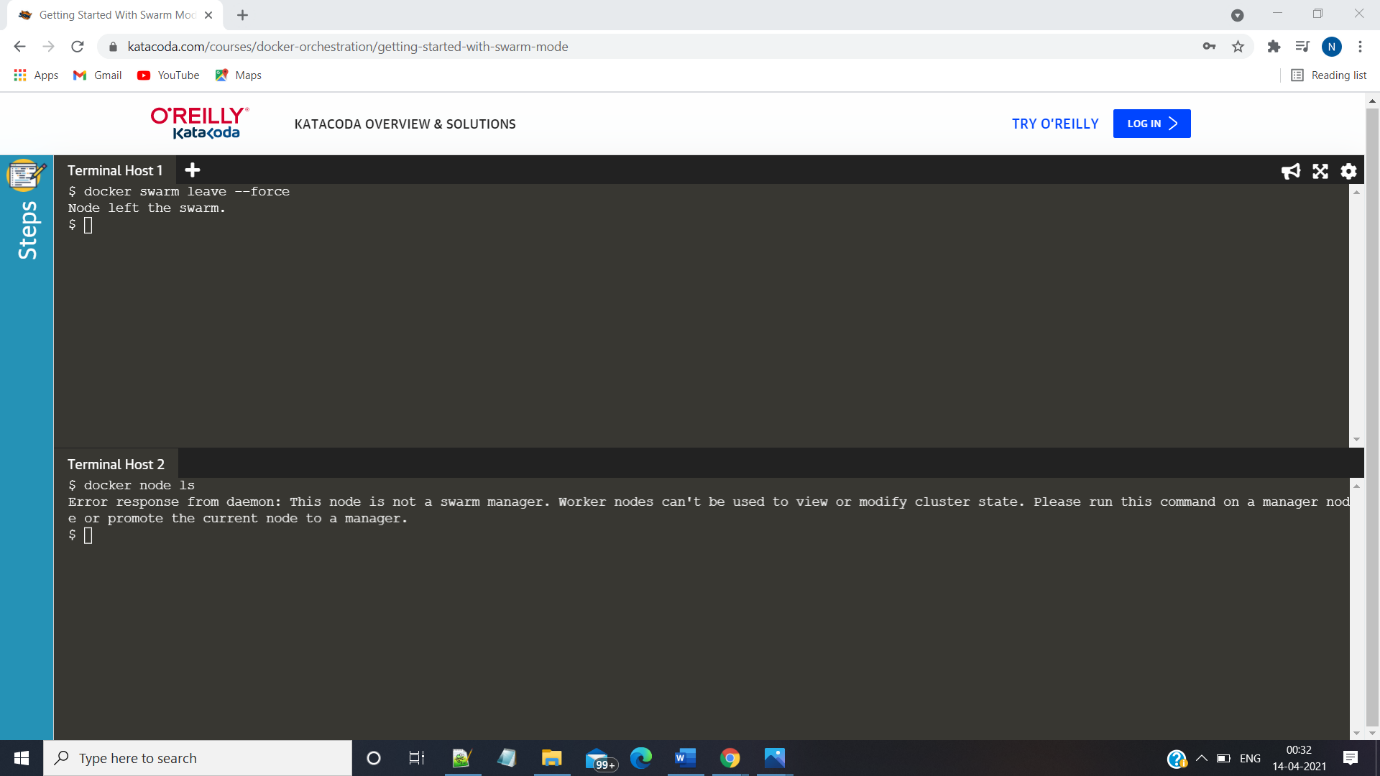 Getting Started With Swarm Mod
katacoda.com/courses/docker-orchestration/getting-started-with-swarm-mode
N
Apps
Gmail
YouTube
Maps
Reading list
O'REILLY®
Katacoda
KATACODA OVERVIEW & SOLUTIONS
TRY O'REILLY
LOG IN
Steps
Terminal Host 1
$ docker swarm leave --force
Node left the swarm.
$
Terminal Host 2
$ docker node ls
Error response from daemon: This node is not a swarm manager. Worker nodes can't be used to view or modify cluster state. Please run this command on a manager nod
e or promote the current node to a manager.
$
Type here to search
99+
W
ENG
00:32
14-04-2021